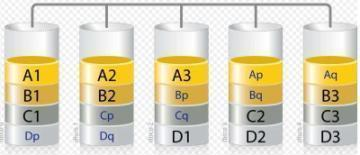 A1 A2 A3 Ap Aq
B1 B2 Bp Bq B3
C1 Cp Cq C2 C3
Dp Dq D1 D2 D3